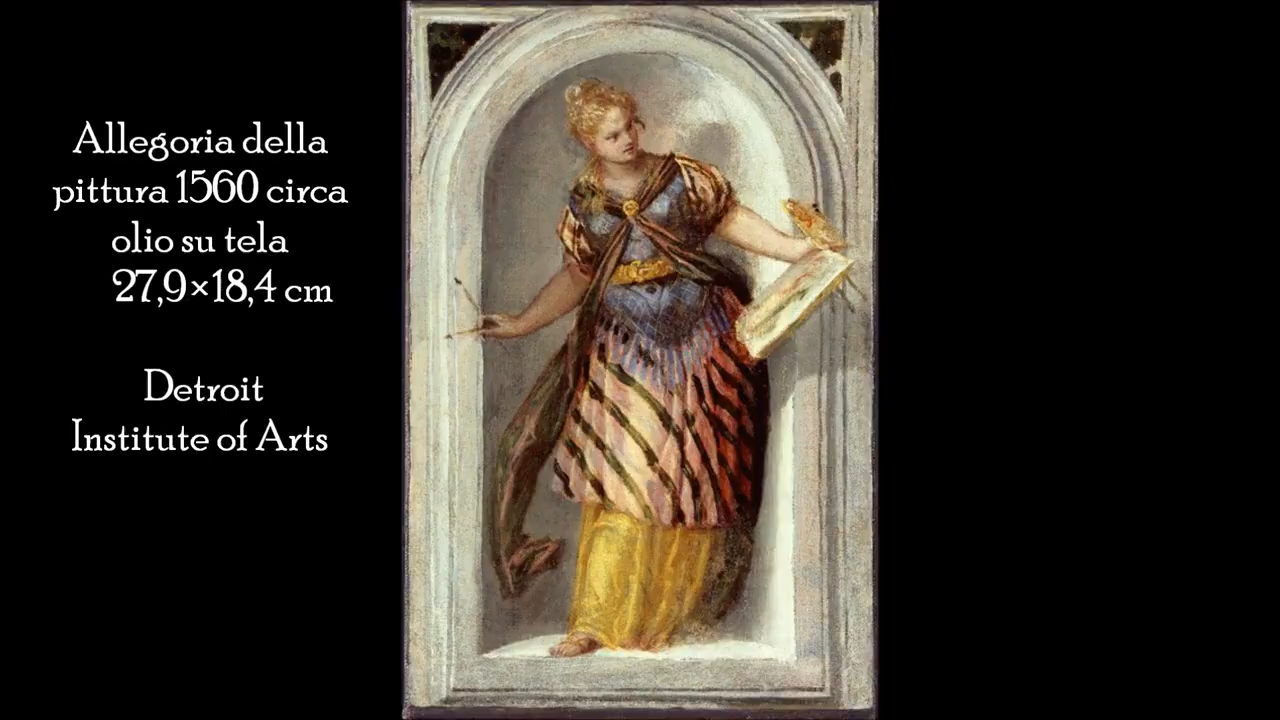 Allegoria della
pittura 1560 circa
olio su tela
27,9×18,4 cm
Detroit
Institute of Arts